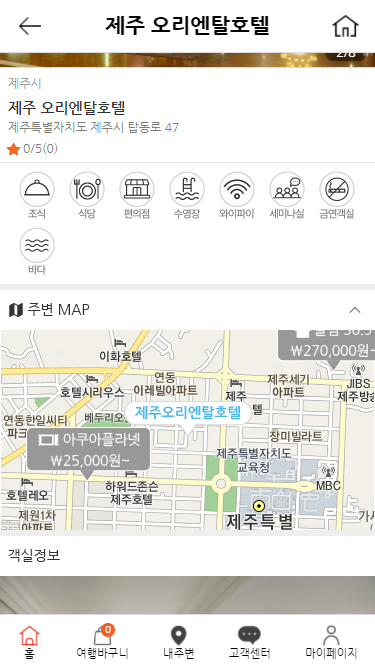 제주 오리엔탈호텔
2/8
제주시
제주 오리엔탈호텔
제주특별자치도 제주시 탑동로 47
0/5(0)
조식 식당 편의점 수영장 와이파이 세미나실 금연객실
바다
주변 MAP
이화호텔
₩270,000원~
연동
이레빌아파트
제주세기
아파트
JIBS
제주방송
호텔시리우스
제주
호텔
제주오리엔탈호텔
연동한일씨티
파크
베두리오
장미빌라트
아쿠아플라넷
₩25,000원~
제주특별자치도
교육청
MBC
호텔레오
하워드존슨
제주호텔
제원1차
아파트
제주특별
객실정보
0
홈 여행바구니 내주변 고객센터 마이페이지